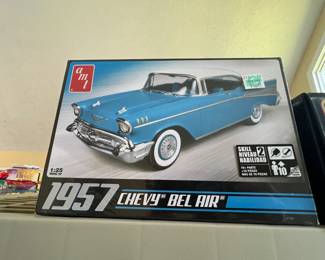 amt
SKILL
NIVEAU 2
HABILIDAD
10
1:25
1957 CHEVY BEL AIR